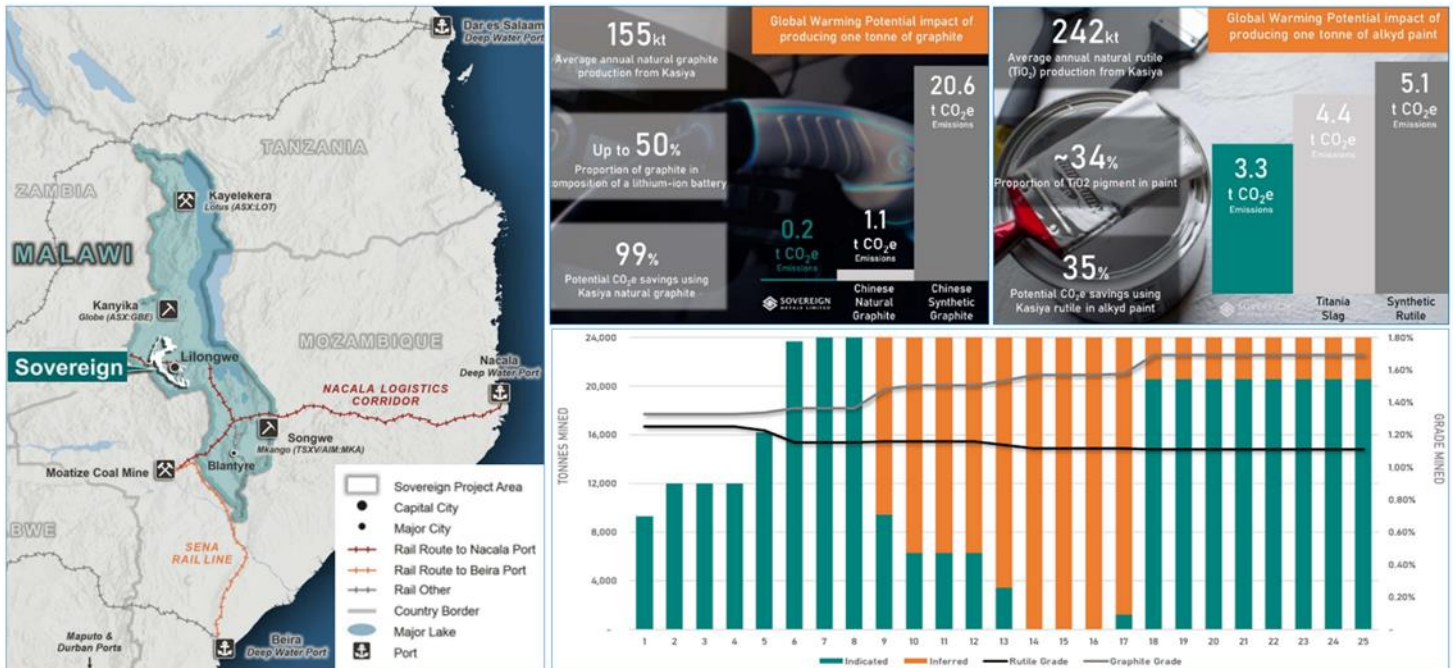 Dar es Salaam
Deep Water Port
TANZANIA
ZAMBIA
Kayelekera
Lotus (ASX:LOT)
MALAWI
Kanyika
Globe (ASX:GBE)
MOZAMBIQUE
Sovereign
Lilongwe
Nacala
Deep Water Port
NACALA LOGISTICS
CORRIDOR
Songwe
Mkango (TSXV/AIM:MKA)
Moatize Coal Mine
Blantyre
BWE
SENA
RAIL LINE
Maputo &
Durban Ports
Beira
Deep Water Port
Sovereign Project Area
Capital City
Major City
Rail Route to Nacala Port
Rail Route to Beira Port
Rail Other
Country Border
Major Lake
Port
155kt
Average annual natural graphite
production from Kasiya
Up to 50%
Proportion of graphite in
composition of a lithium-ion battery
99%
Potential CO₂e savings using
Kasiya natural graphite
Global Warming Potential impact of
producing one tonne of graphite
0.2
t CO₂e
Emissions
1.1
t CO₂e
Emissions
20.6
t CO₂e
Emissions
SOVEREIGN
METALS LIMITED
Chinese
Natural
Graphite
Chinese
Synthetic
Graphite
242kt
Average annual natural rutile
(TiO₂) production from Kasiya
~34%
Proportion of TiO2 pigment in paint
35%
Potential CO₂e savings using
Kasiya rutile in alkyd paint
Global Warming Potential impact of
producing one tonne of alkyd paint
3.3
t CO₂e
Emissions
4.4
t CO₂e
Emissions
5.1
t CO₂e
Emissions
SOVEREIGN
Titania
Slag
Synthetic
Rutile
TONNES MINED
24,000
20,000
16,000
12,000
8,000
4,000
-
GRADE MINED
1.80%
1.60%
1.40%
1.20%
1.00%
0.80%
0.60%
0.40%
0.20%
-
1 2 3 4 5 6 7 8 9 10 11 12 13 14 15 16 17 18 19 20 21 22 23 24 25
Indicated Inferred Rutile Grade Graphite Grade